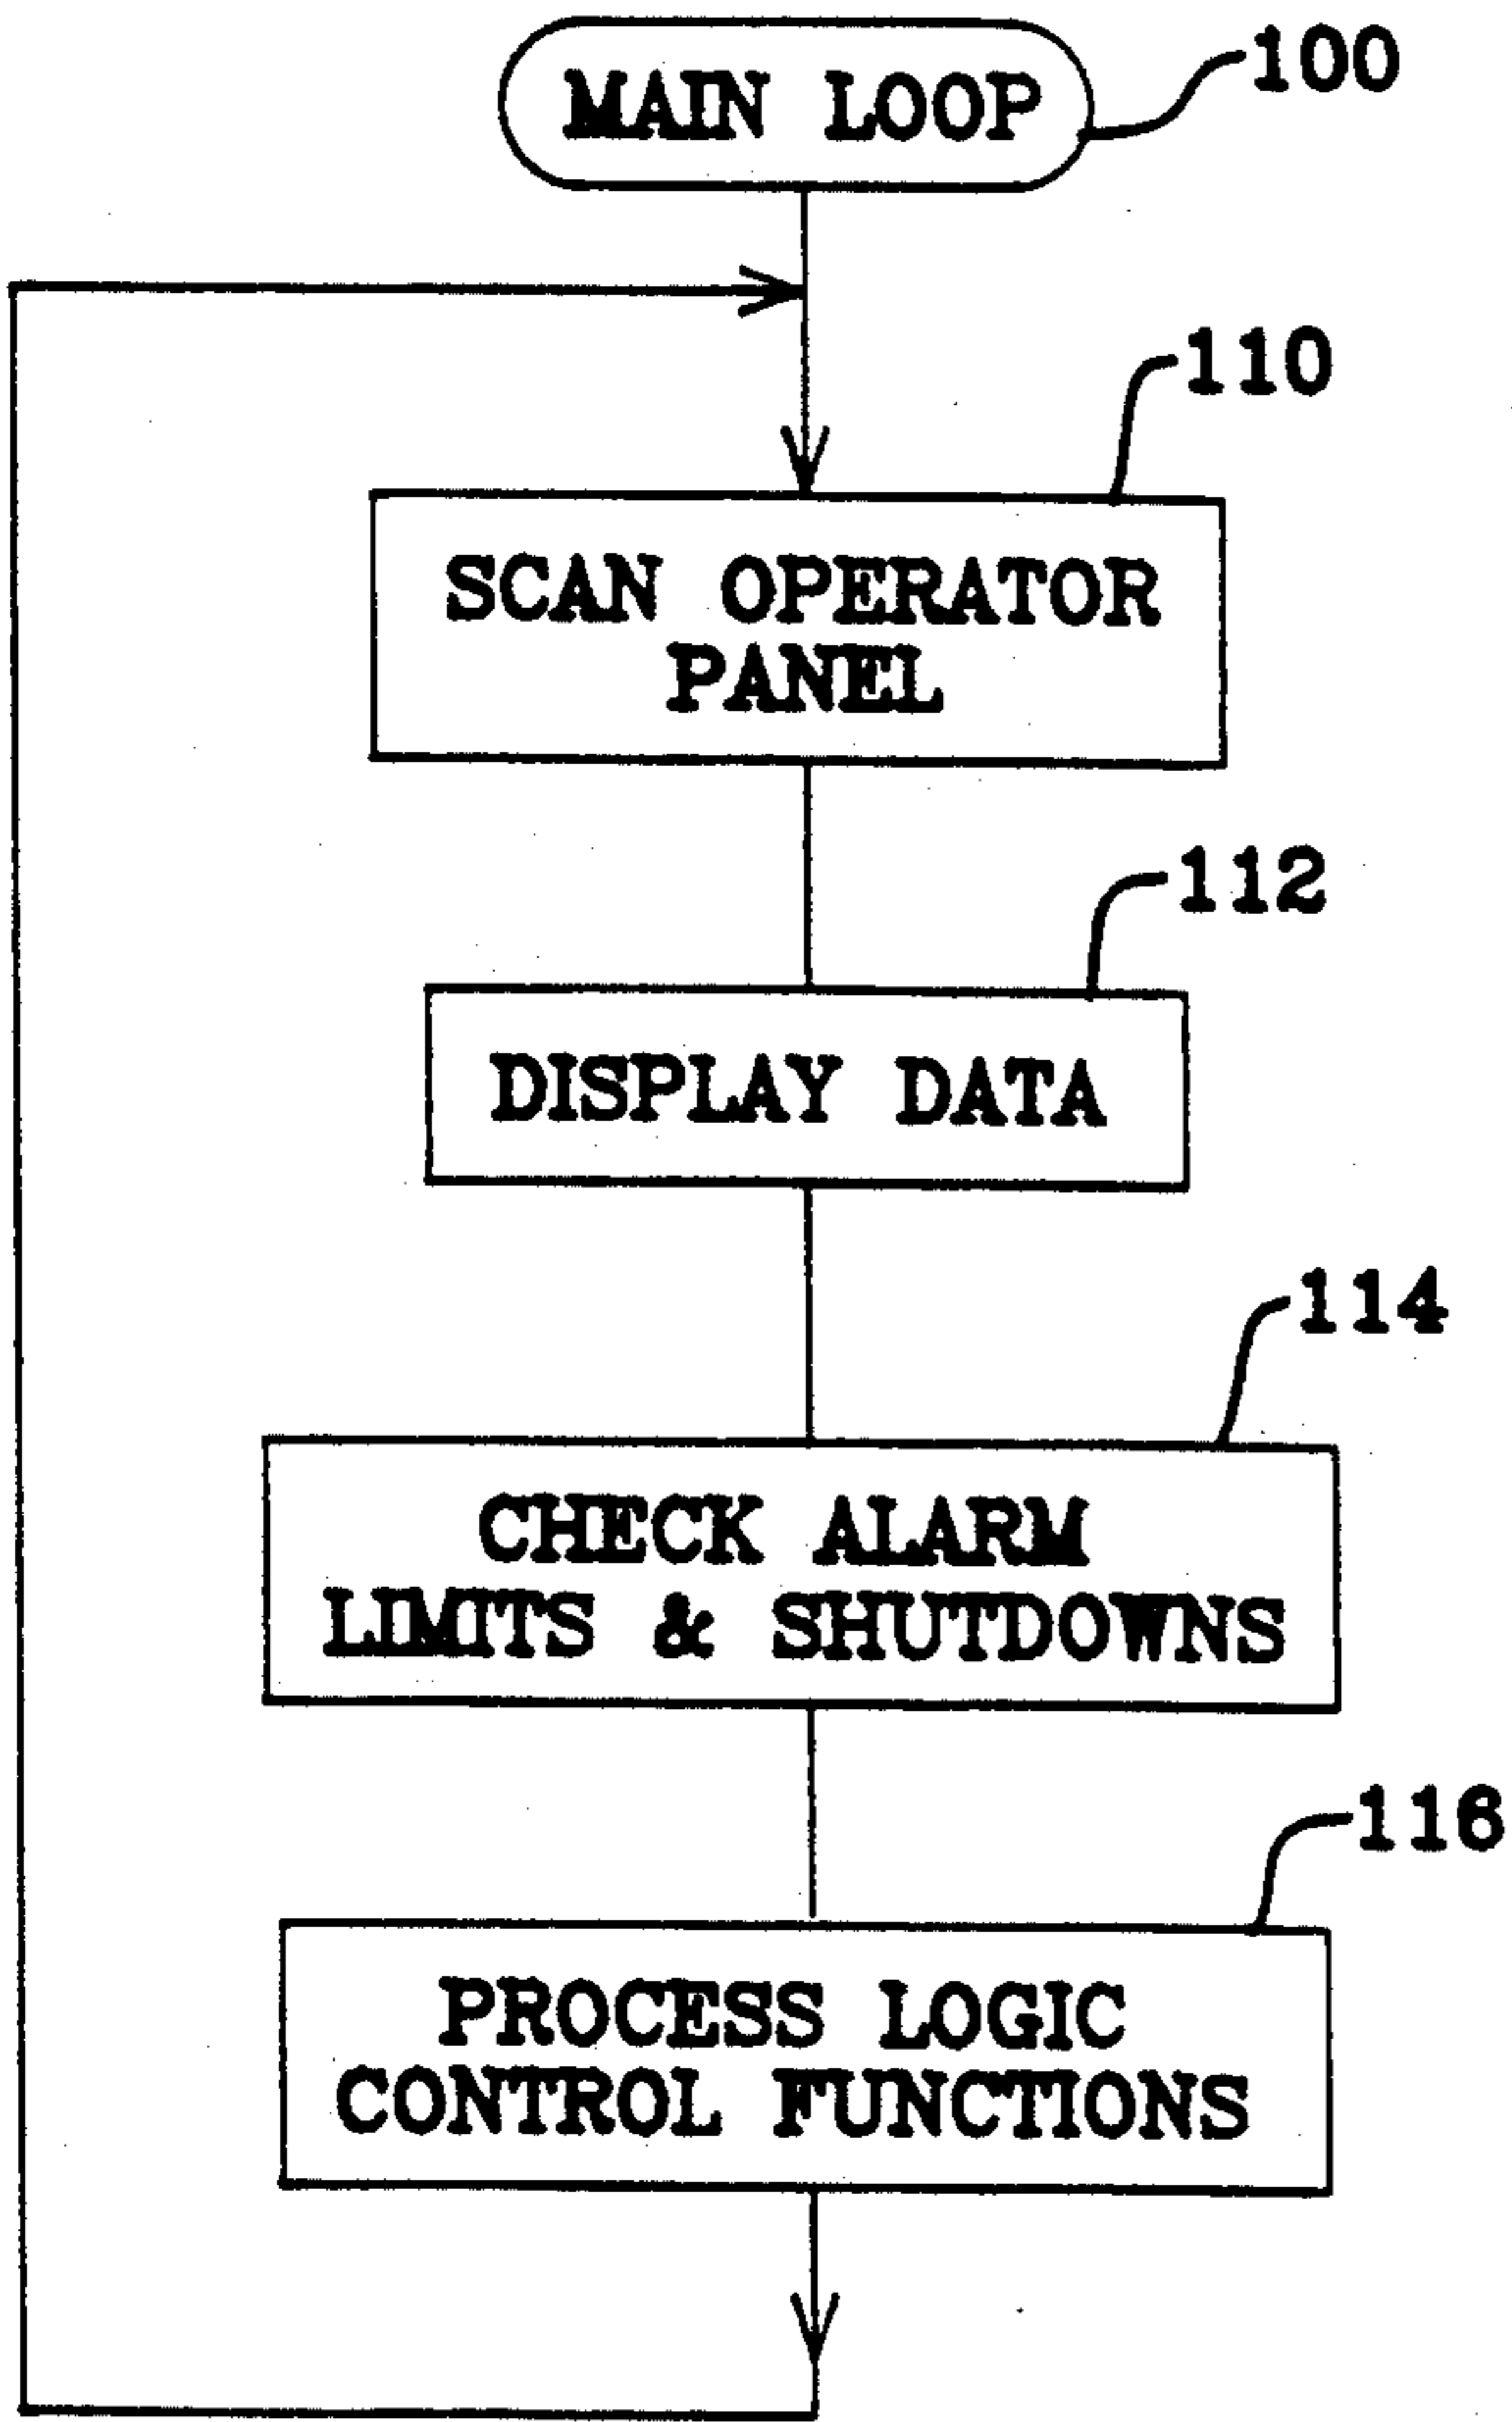 MAIN LOOP
100
110
SCAN OPERATOR
PANEL
112
DISPLAY DATA
114
CHECK ALARM
LIMITS & SHUTDOWNS
116
PROCESS LOGIC
CONTROL FUNCTIONS